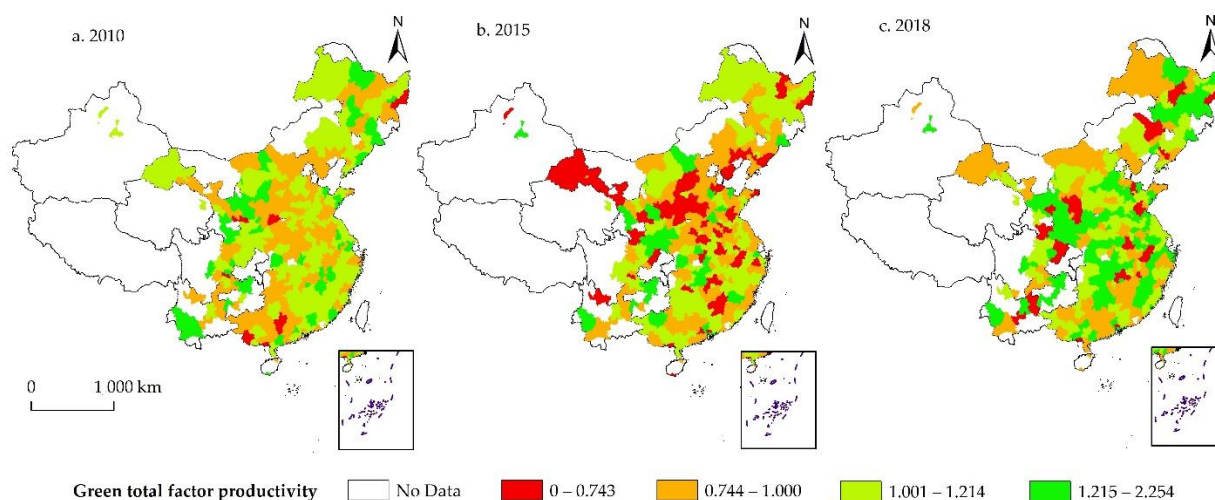 a. 2010
N
b. 2015
N
c. 2018
N
0 1 000 km
Green total factor productivity No Data 0 – 0.743 0.744 – 1.000 1.001 – 1.214 1.215 – 2.254